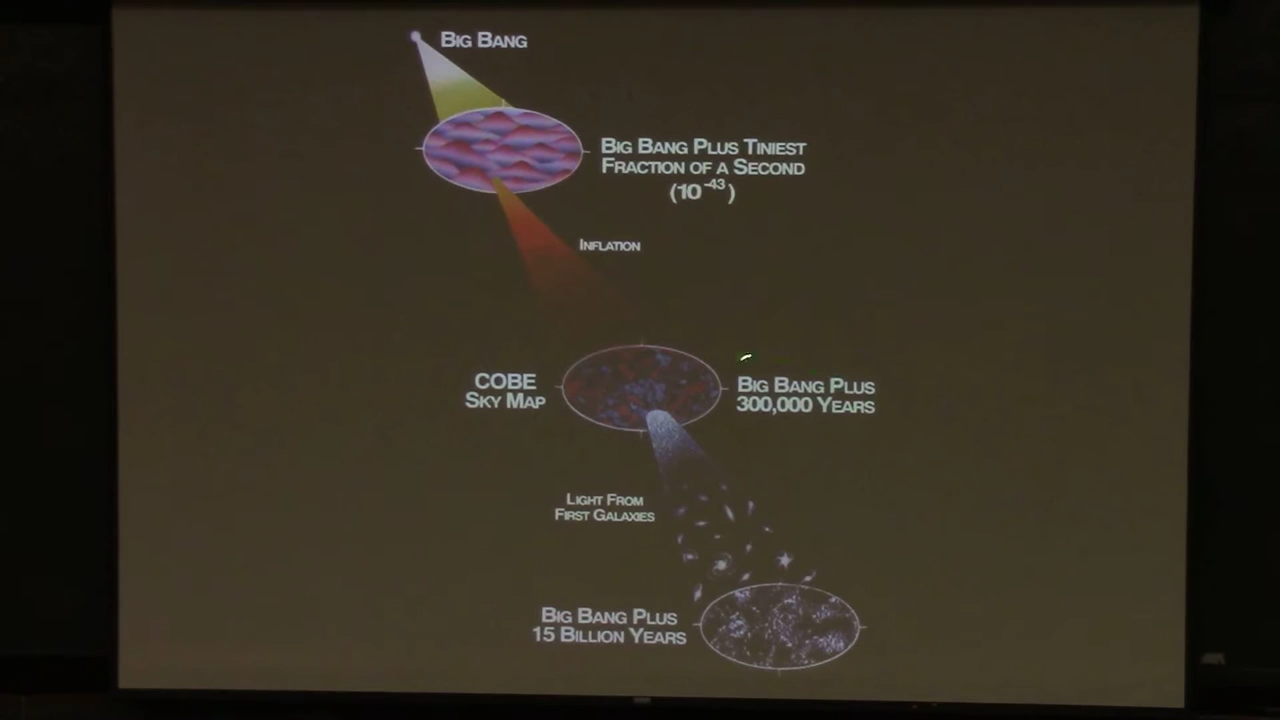 Big Bang
Big Bang Plus Tiniest
Fraction of a Second
(10⁻⁴³)
Inflation
COBE
Sky Map
Big Bang Plus
300,000 Years
Light From
First Galaxies
Big Bang Plus
15 Billion Years